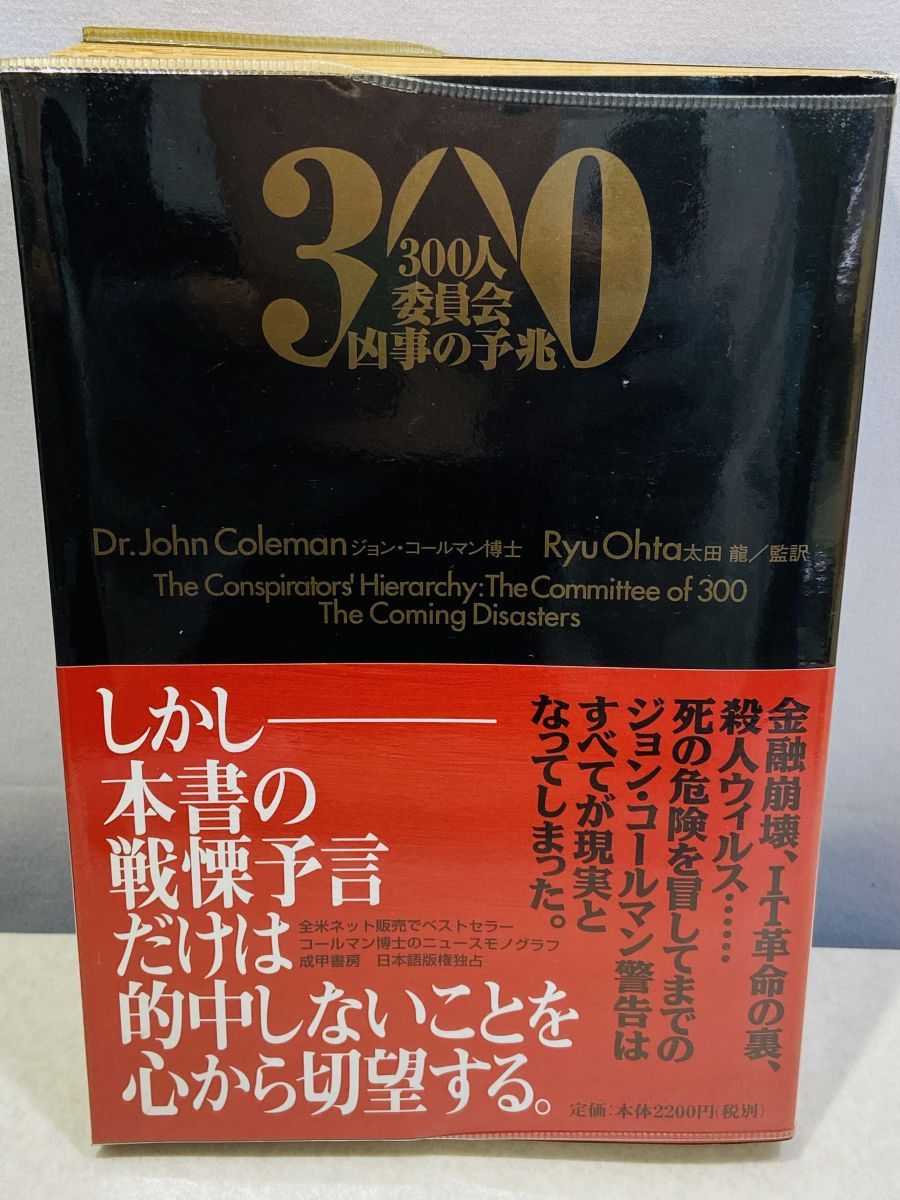 300
300人
委員会
凶事の予兆
Dr. John Coleman ジョン・コールマン博士 Ryu Ohta 太田 龍／監訳
The Conspirators' Hierarchy: The Committee of 300
The Coming Disasters
金融崩壊、IT革命の裏、
殺人ウィルス……
死の危険を冒してまでの
ジョン・コールマン警告は
すべてが現実と
なってしまった。
しかし――
本書の
戦慄予言
だけは
全米ネット販売でベストセラー
コールマン博士のニュースモノグラフ
成甲書房 日本語版権独占
的中しないことを
心から切望する。
定価：本体2200円（税別）